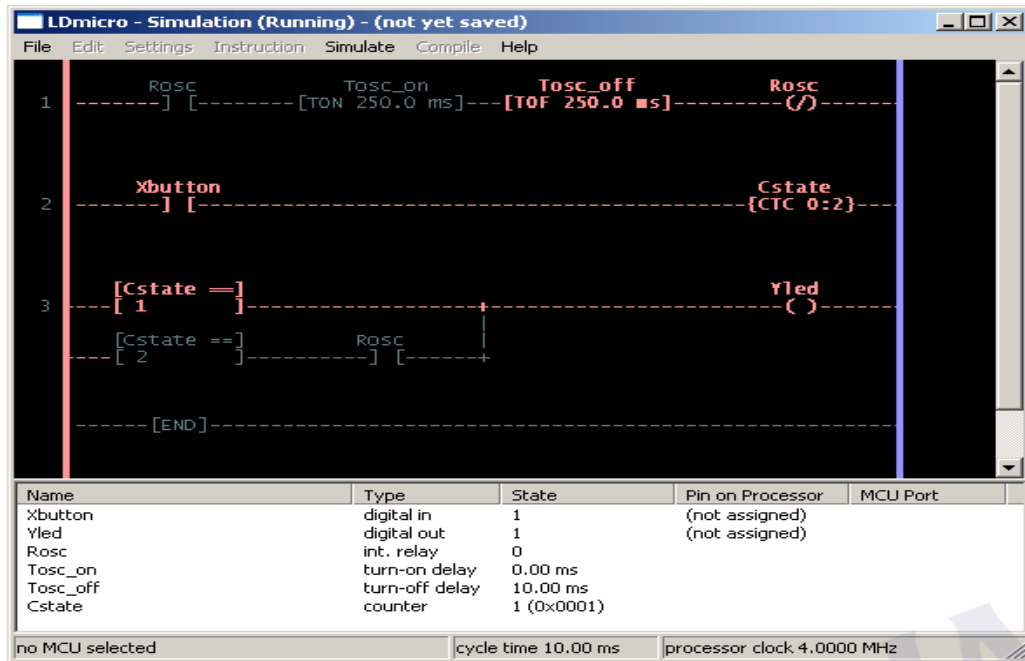 LDmicro - Simulation (Running) - (not yet saved)
File Edit Settings Instruction Simulate Compile Help
Rosc Tosc_on Tosc_off Rosc
1 -------] [--------[TON 250.0 ms]---[TOF 250.0 ms]---------(/)------
Xbutton Cstate
2 -------] [----------------------------------------------{CTC 0:2}----
[Cstate ==] Yled
3 ----[ 1 ]--------------------+-------------------------( )------
[Cstate ==] Rosc |
----[ 2 ]----------] [------+
------[END]---------------------------------------------------------
Name Type State Pin on Processor MCU Port
Xbutton digital in 1 (not assigned)
Yled digital out 1 (not assigned)
Rosc int. relay 0
Tosc_on turn-on delay 0.00 ms
Tosc_off turn-off delay 10.00 ms
Cstate counter 1 (0x0001)
no MCU selected cycle time 10.00 ms processor clock 4.0000 MHz